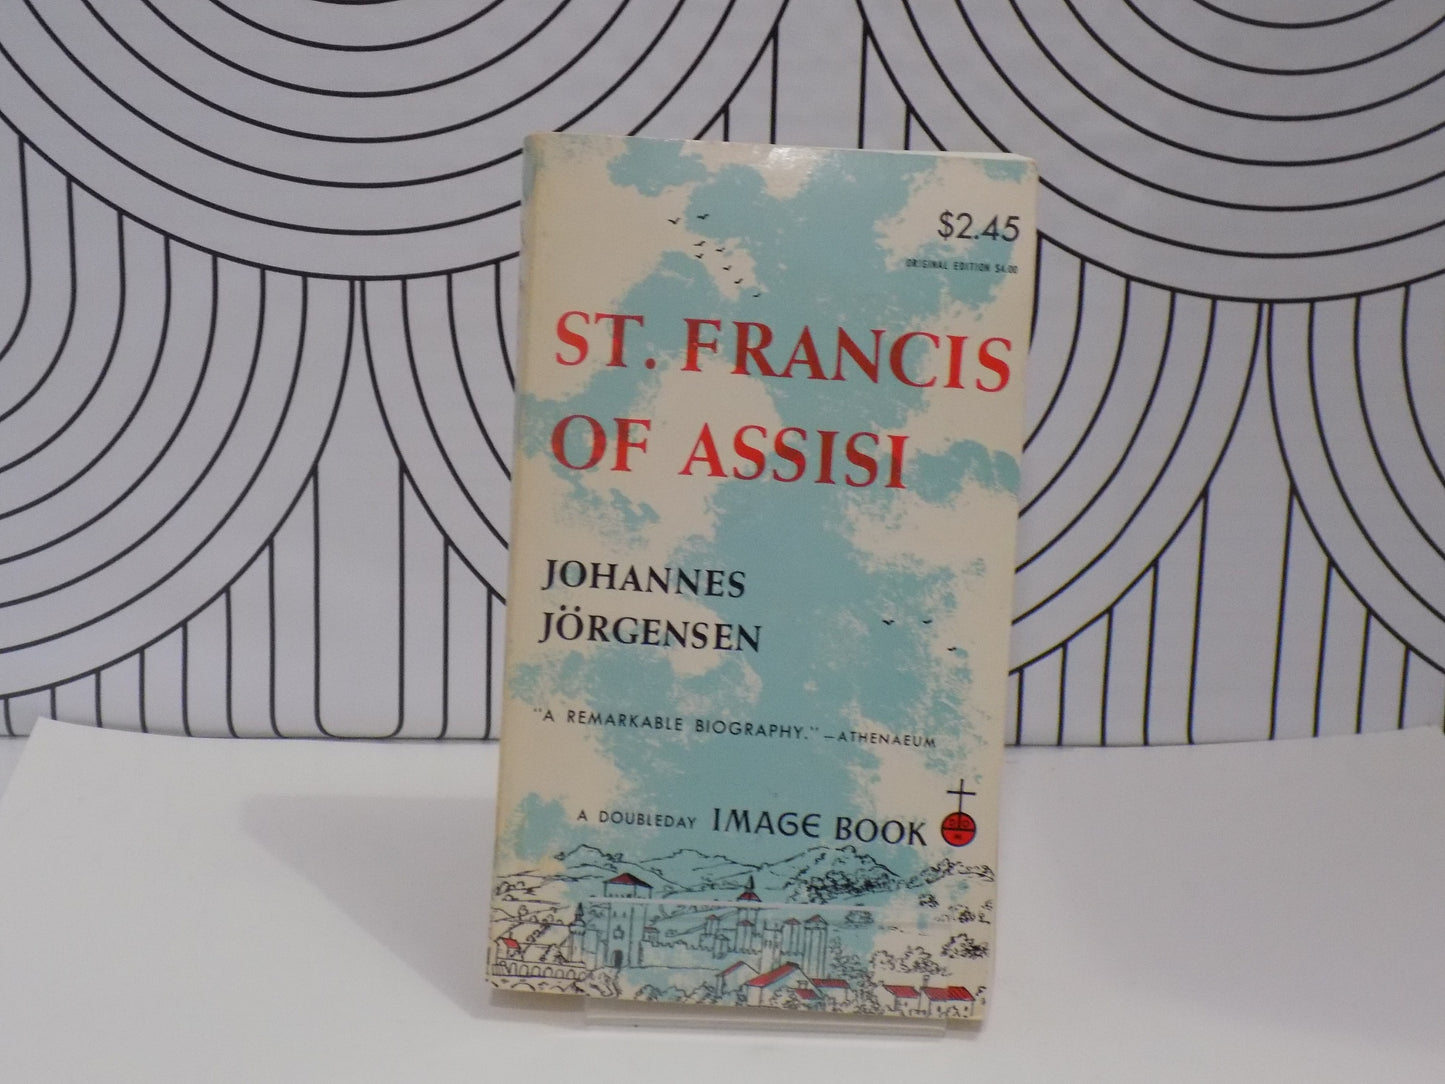 $2.45
ORIGINAL EDITION $4.00
ST. FRANCIS
OF ASSISI
JOHANNES
JÖRGENSEN
"A REMARKABLE BIOGRAPHY."—ATHENAEUM
A DOUBLEDAY IMAGE BOOK